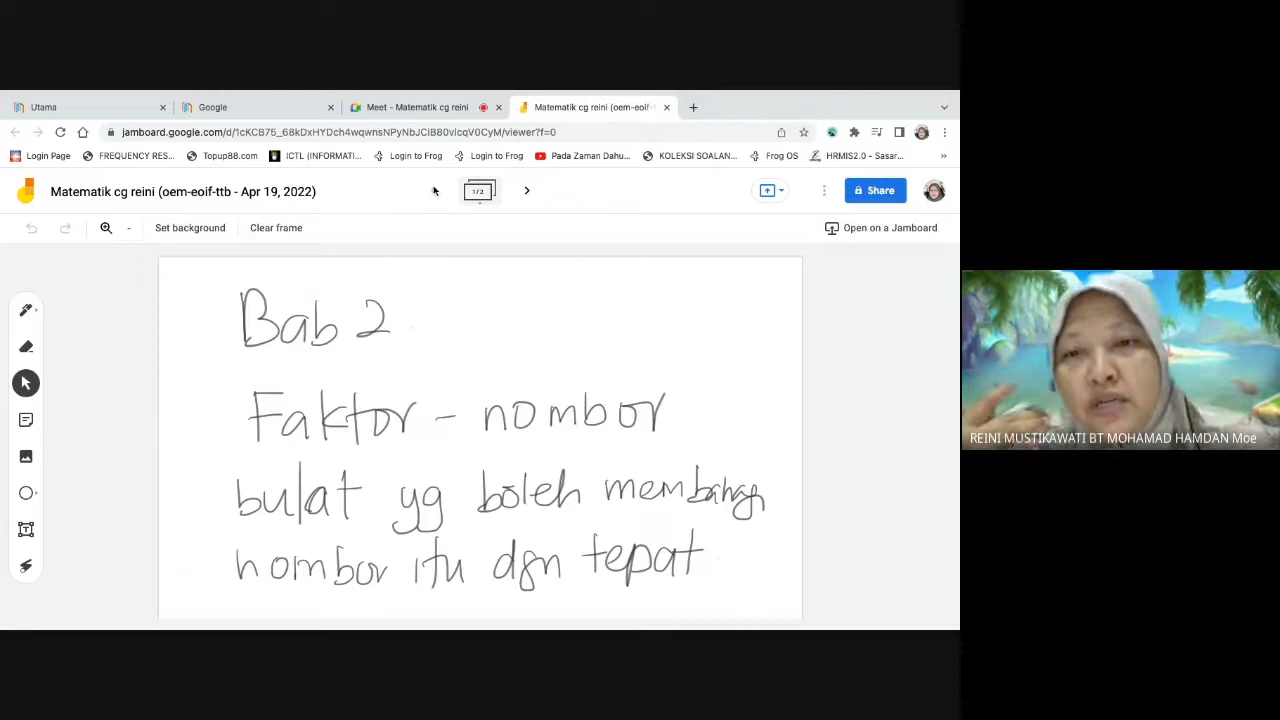 Utama
Google
Meet - Matematik cg reini
Matematik cg reini (oem-eoif-t
jamboard.google.com/d/1cKCB75_68kDxHYDch4wqwnsNPyNbJCiB80vlcqV0CyM/viewer?f=0
Login Page
FREQUENCY RES...
Topup88.com
ICTL (INFORMATI...
Login to Frog
Login to Frog
Pada Zaman Dahu...
KOLEKSI SOALAN...
Frog OS
HRMIS2.0 - Sasar...
»
Matematik cg reini (oem-eoif-ttb - Apr 19, 2022)
1/2
Share
Set background
Clear frame
Open on a Jamboard
Bab 2
Faktor - nombor
bulat yg boleh membahagi
nombor itu dgn tepat
REINI MUSTIKAWATI BT MOHAMAD HAMDAN Moe